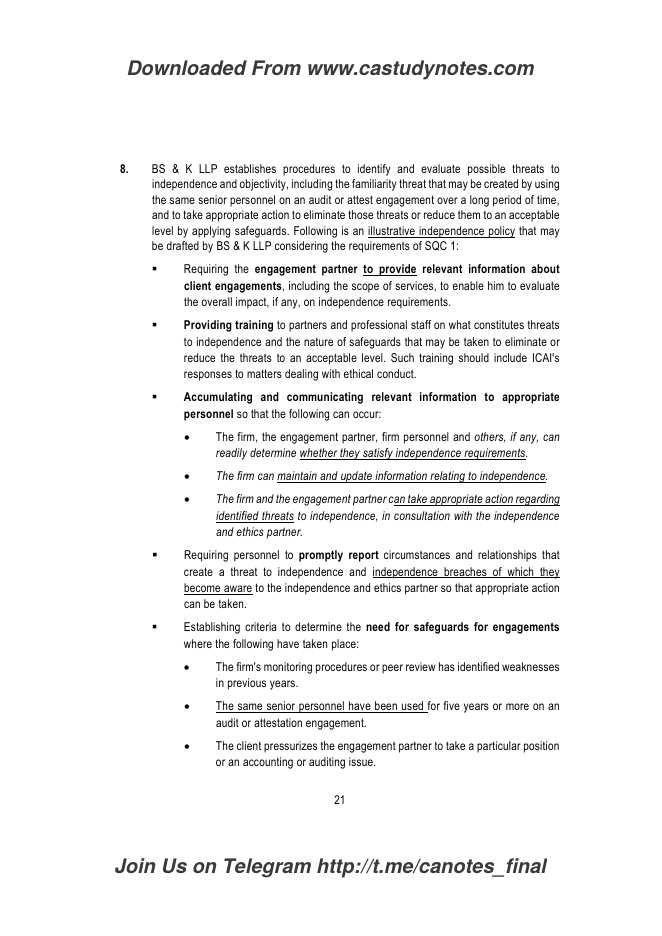 Downloaded From www.castudynotes.com
8. BS & K LLP establishes procedures to identify and evaluate possible threats to
independence and objectivity, including the familiarity threat that may be created by using
the same senior personnel on an audit or attest engagement over a long period of time,
and to take appropriate action to eliminate those threats or reduce them to an acceptable
level by applying safeguards. Following is an illustrative independence policy that may
be drafted by BS & K LLP considering the requirements of SQC 1:
▪ Requiring the engagement partner to provide relevant information about
client engagements, including the scope of services, to enable him to evaluate
the overall impact, if any, on independence requirements.
▪ Providing training to partners and professional staff on what constitutes threats
to independence and the nature of safeguards that may be taken to eliminate or
reduce the threats to an acceptable level. Such training should include ICAI's
responses to matters dealing with ethical conduct.
▪ Accumulating and communicating relevant information to appropriate
personnel so that the following can occur:
• The firm, the engagement partner, firm personnel and others, if any, can
readily determine whether they satisfy independence requirements.
• The firm can maintain and update information relating to independence.
• The firm and the engagement partner can take appropriate action regarding
identified threats to independence, in consultation with the independence
and ethics partner.
▪ Requiring personnel to promptly report circumstances and relationships that
create a threat to independence and independence breaches of which they
become aware to the independence and ethics partner so that appropriate action
can be taken.
▪ Establishing criteria to determine the need for safeguards for engagements
where the following have taken place:
• The firm's monitoring procedures or peer review has identified weaknesses
in previous years.
• The same senior personnel have been used for five years or more on an
audit or attestation engagement.
• The client pressurizes the engagement partner to take a particular position
or an accounting or auditing issue.
21
Join Us on Telegram http://t.me/canotes_final